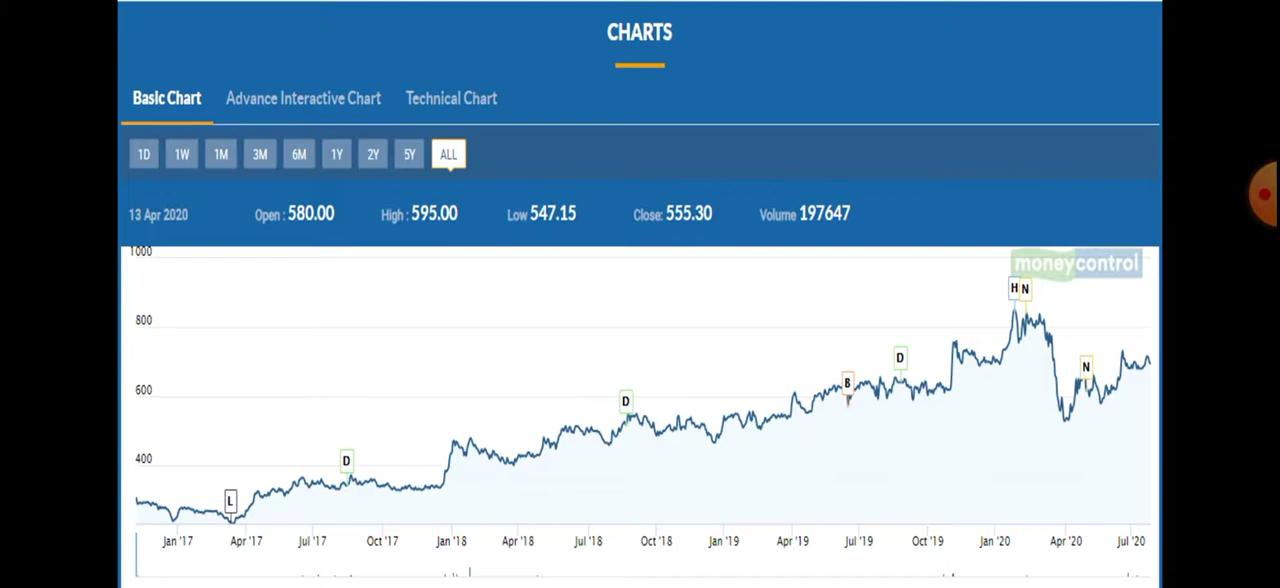 CHARTS
Basic Chart Advance Interactive Chart Technical Chart
1D 1W 1M 3M 6M 1Y 2Y 5Y ALL
13 Apr 2020 Open : 580.00 High : 595.00 Low 547.15 Close: 555.30 Volume 197647
1000
moneycontrol
H N
800
D
N
B
600
D
D
400
L
Jan '17 Apr '17 Jul '17 Oct '17 Jan '18 Apr '18 Jul '18 Oct '18 Jan '19 Apr '19 Jul '19 Oct '19 Jan '20 Apr '20 Jul '20